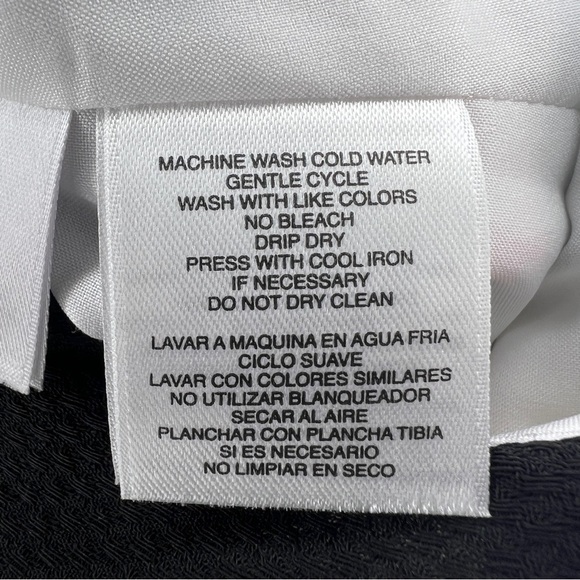 MACHINE WASH COLD WATER
GENTLE CYCLE
WASH WITH LIKE COLORS
NO BLEACH
DRIP DRY
PRESS WITH COOL IRON
IF NECESSARY
DO NOT DRY CLEAN
LAVAR A MAQUINA EN AGUA FRIA
CICLO SUAVE
LAVAR CON COLORES SIMILARES
NO UTILIZAR BLANQUEADOR
SECAR AL AIRE
PLANCHAR CON PLANCHA TIBIA
SI ES NECESARIO
NO LIMPIAR EN SECO